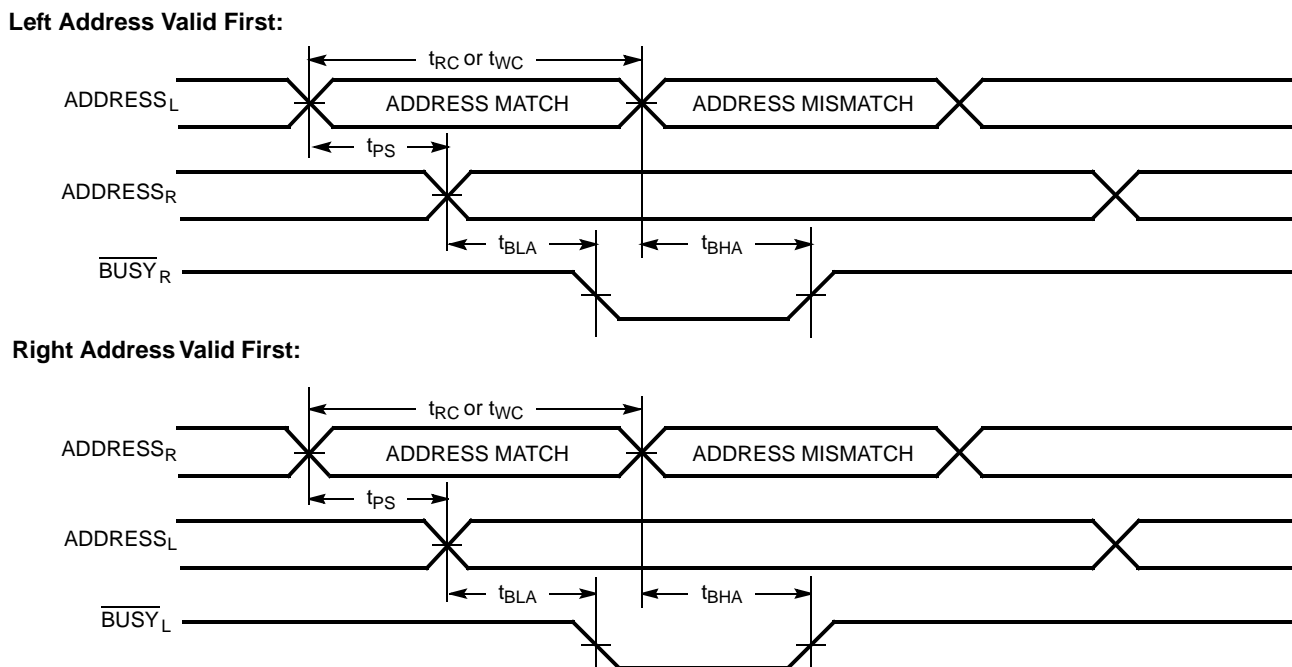 Left Address Valid First:
tRC or tWC
ADDRESSL
ADDRESS MATCH
ADDRESS MISMATCH
tPS
ADDRESSR
tBLA
tBHA
BUSYR
Right Address Valid First:
tRC or tWC
ADDRESSR
ADDRESS MATCH
ADDRESS MISMATCH
tPS
ADDRESSL
tBLA
tBHA
BUSYL